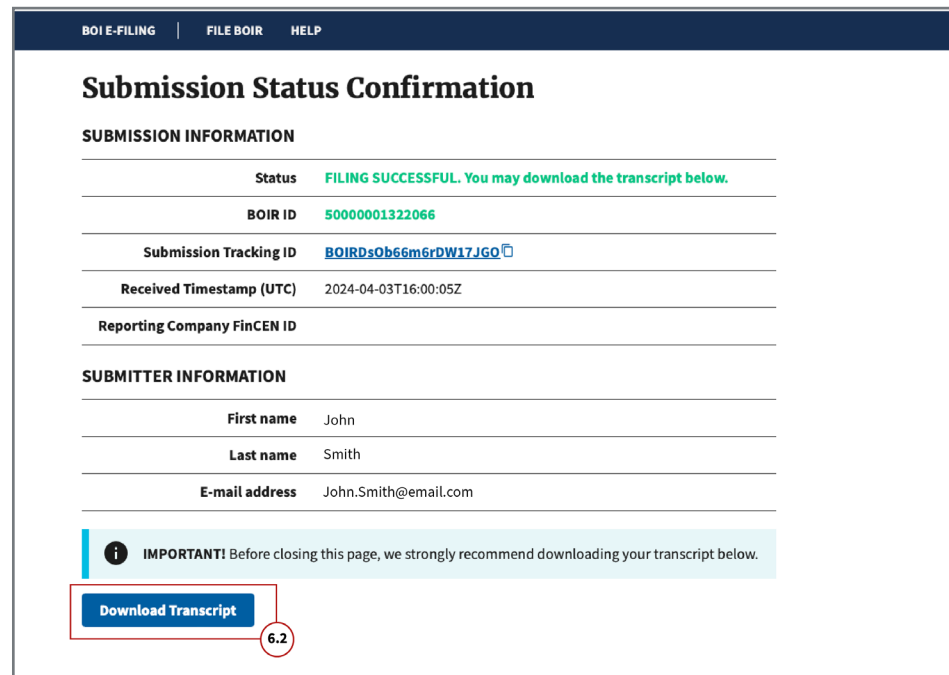 BOI E-FILING | FILE BOIR HELP
Submission Status Confirmation
SUBMISSION INFORMATION
Status FILING SUCCESSFUL. You may download the transcript below.
BOIR ID 50000001322066
Submission Tracking ID BOIRDsOb66m6rDW17JGO
Received Timestamp (UTC) 2024-04-03T16:00:05Z
Reporting Company FinCEN ID
SUBMITTER INFORMATION
First name John
Last name Smith
E-mail address John.Smith@email.com
i IMPORTANT! Before closing this page, we strongly recommend downloading your transcript below.
Download Transcript
6.2